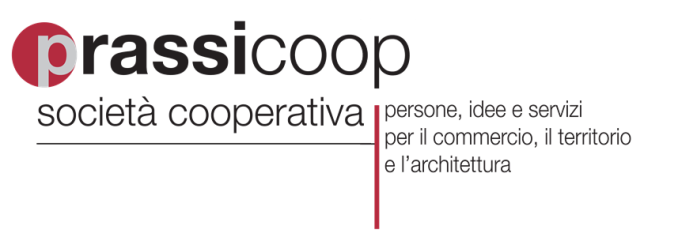 prassicoop
società cooperativa
persone, idee e servizi
per il commercio, il territorio
e l'architettura